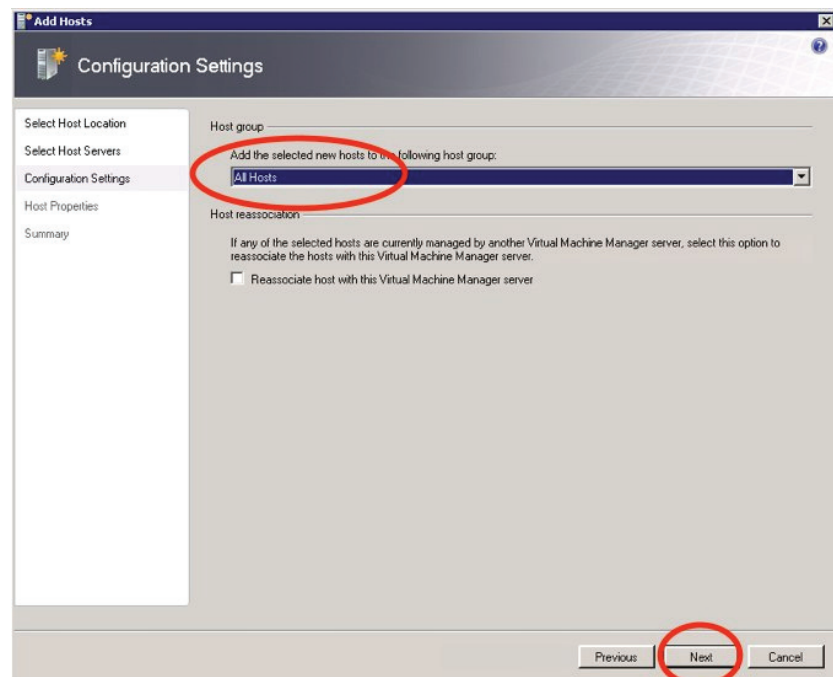 Add Hosts
Configuration Settings
Select Host Location
Select Host Servers
Configuration Settings
Host Properties
Summary
Host group
Add the selected new hosts to the following host group:
All Hosts
Host reassociation
If any of the selected hosts are currently managed by another Virtual Machine Manager server, select this option to
reassociate the hosts with this Virtual Machine Manager server.
Reassociate host with this Virtual Machine Manager server
Previous
Next
Cancel